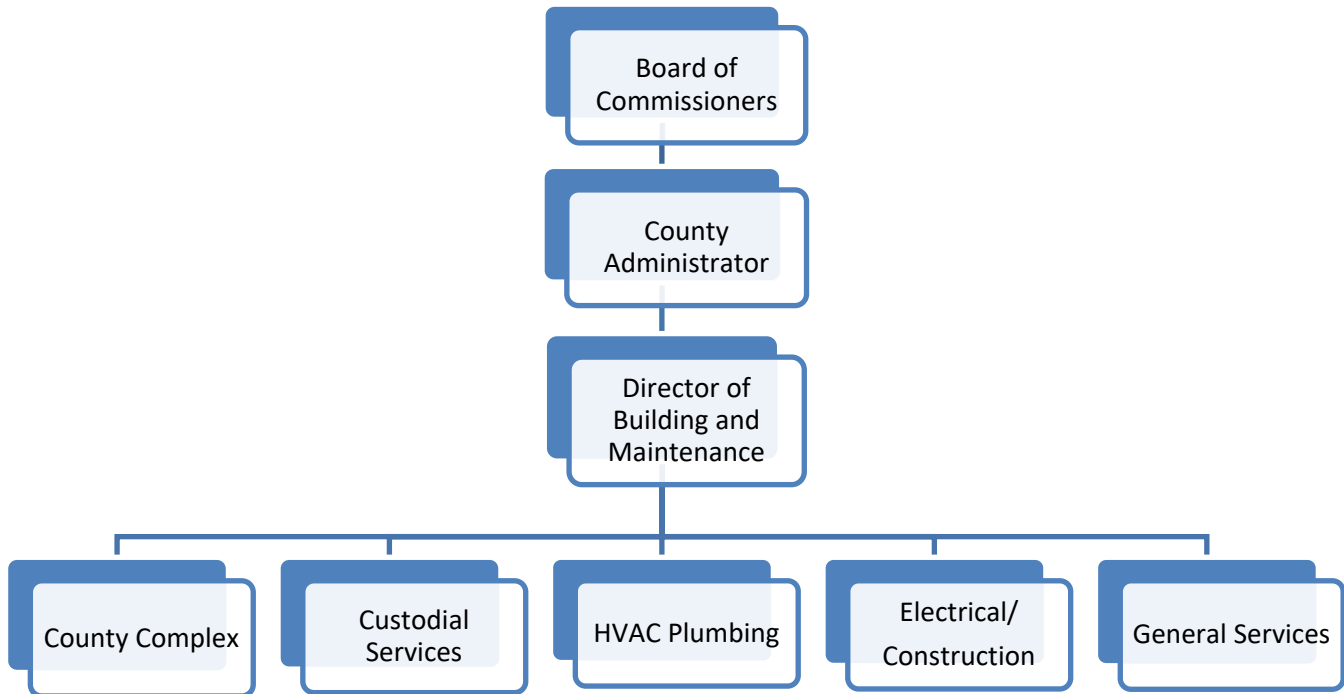 Board of
Commissioners
County
Administrator
Director of
Building and
Maintenance
County Complex
Custodial
Services
HVAC Plumbing
Electrical/
Construction
General Services